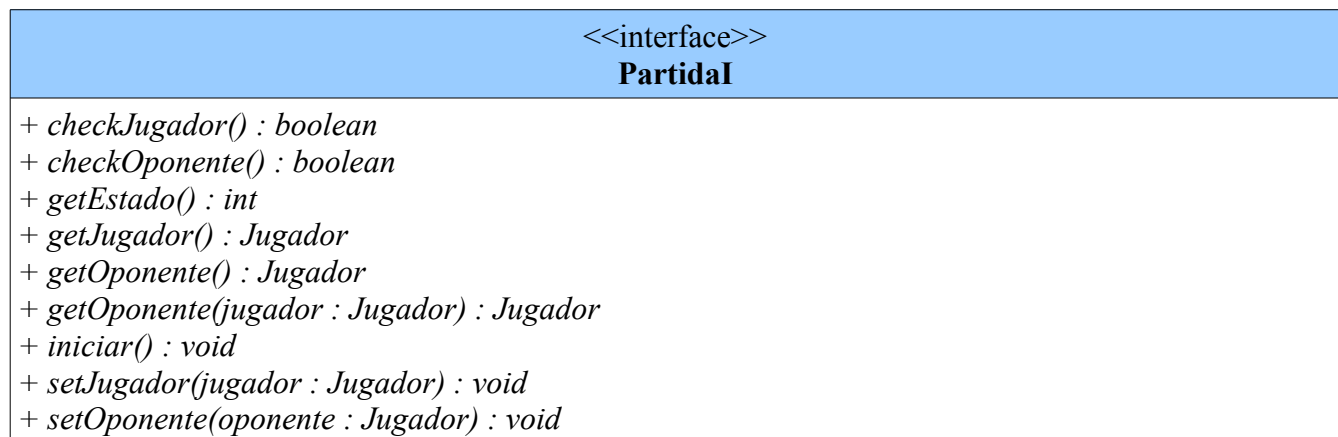 <<interface>>
PartidaI
+ checkJugador() : boolean
+ checkOponente() : boolean
+ getEstado() : int
+ getJugador() : Jugador
+ getOponente() : Jugador
+ getOponente(jugador : Jugador) : Jugador
+ iniciar() : void
+ setJugador(jugador : Jugador) : void
+ setOponente(oponente : Jugador) : void